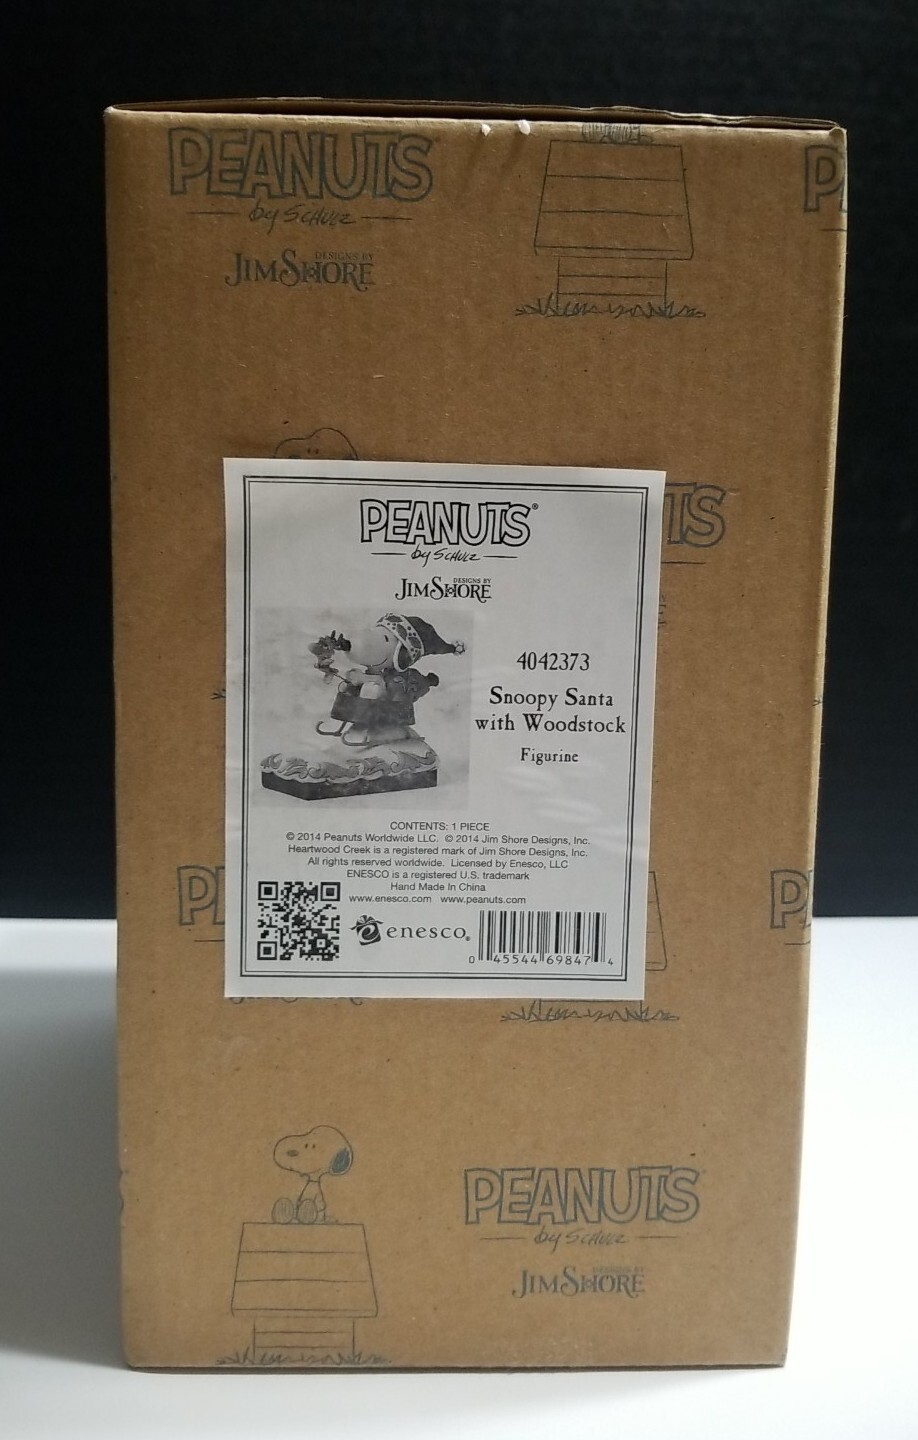 PEANUTS
by Schulz
DESIGNS BY
JIM SHORE
P
TS
PEANUTS®
by Schulz
DESIGNS BY
JIM SHORE
4042373
Snoopy Santa
with Woodstock
Figurine
CONTENTS: 1 PIECE
© 2014 Peanuts Worldwide LLC. © 2014 Jim Shore Designs, Inc.
Heartwood Creek is a registered mark of Jim Shore Designs, Inc.
All rights reserved worldwide. Licensed by Enesco, LLC
ENESCO is a registered U.S. trademark
Hand Made In China
www.enesco.com www.peanuts.com
enesco®
0 45544 69847 4
P
P
PEANUTS
by Schulz
DESIGNS BY
JIM SHORE